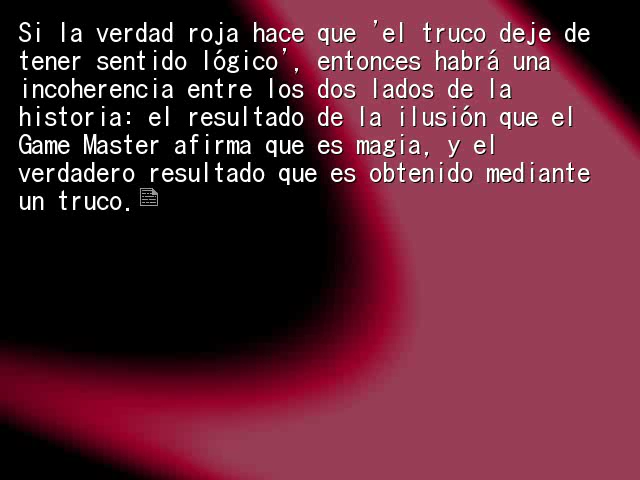 Si la verdad roja hace que 'el truco deje de
tener sentido lógico', entonces habrá una
incoherencia entre los dos lados de la
historia: el resultado de la ilusión que el
Game Master afirma que es magia, y el
verdadero resultado que es obtenido mediante
un truco.